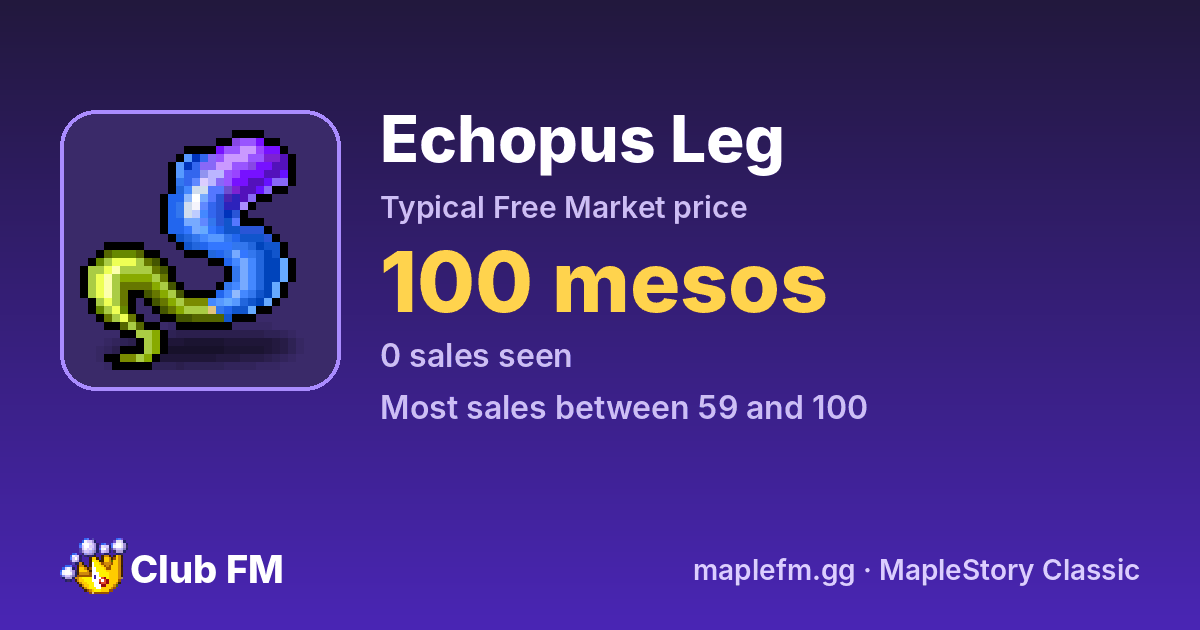 Echopus Leg
Typical Free Market price
100 mesos
0 sales seen
Most sales between 59 and 100
Club FM
maplefm.gg · MapleStory Classic